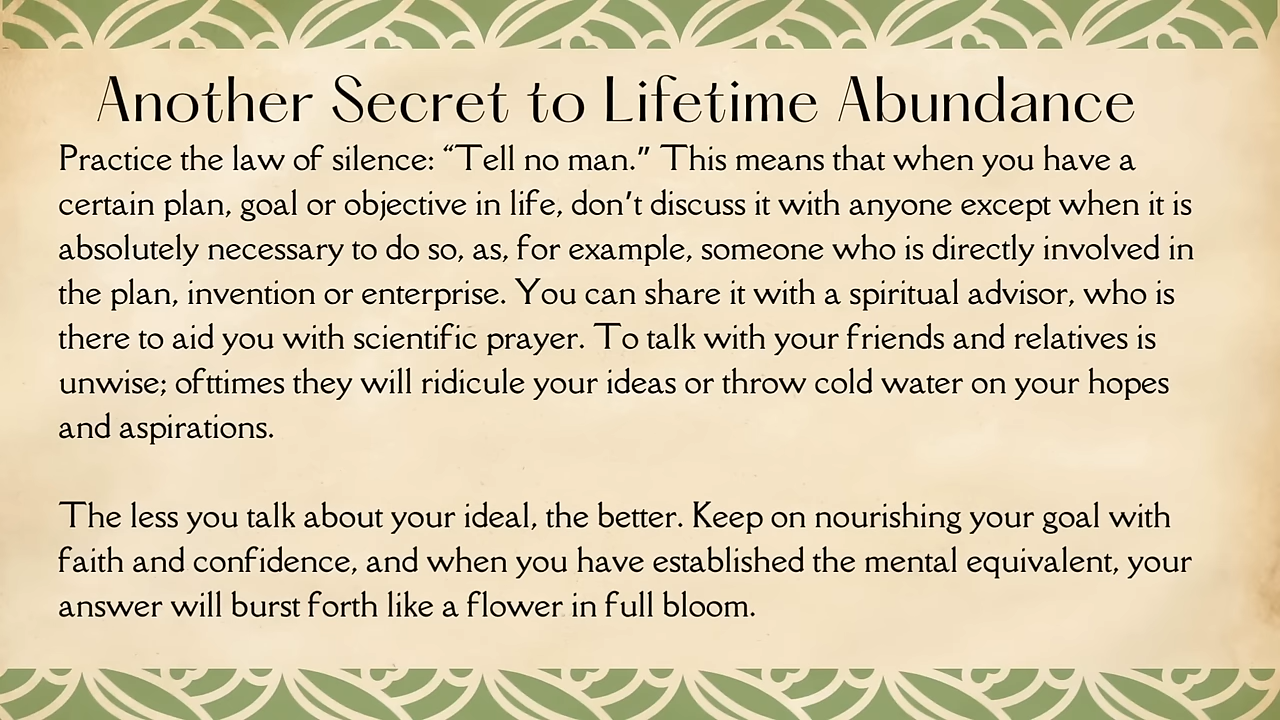 Another Secret to Lifetime Abundance
Practice the law of silence: “Tell no man." This means that when you have a
certain plan, goal or objective in life, don't discuss it with anyone except when it is
absolutely necessary to do so, as, for example, someone who is directly involved in
the plan, invention or enterprise. You can share it with a spiritual advisor, who is
there to aid you with scientific prayer. To talk with your friends and relatives is
unwise; ofttimes they will ridicule your ideas or throw cold water on your hopes
and aspirations.
The less you talk about your ideal, the better. Keep on nourishing your goal with
faith and confidence, and when you have established the mental equivalent, your
answer will burst forth like a flower in full bloom.